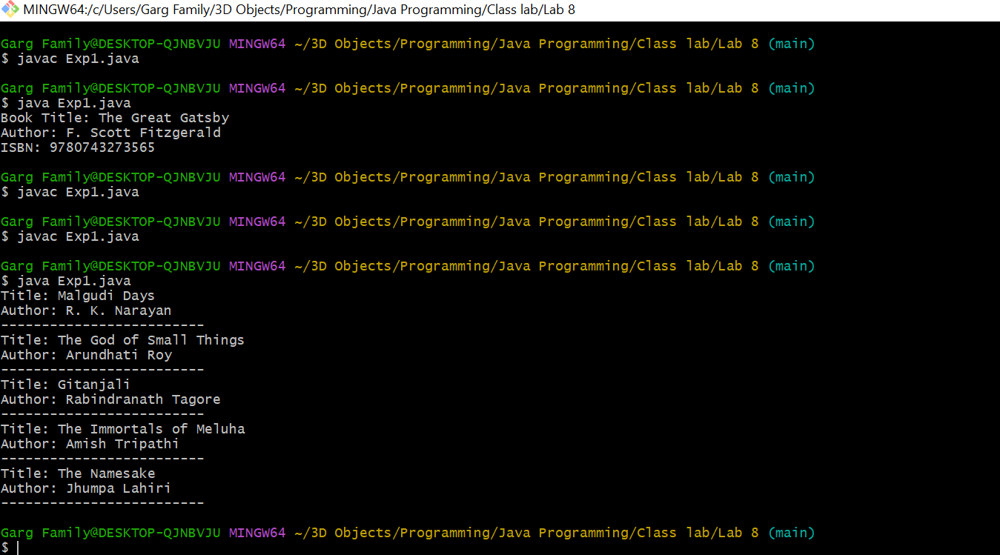 MINGW64:/c/Users/Garg Family/3D Objects/Programming/Java Programming/Class lab/Lab 8
Garg Family@DESKTOP-QJNBVJU MINGW64 ~/3D Objects/Programming/Java Programming/Class lab/Lab 8 (main)
$ javac Exp1.java
Garg Family@DESKTOP-QJNBVJU MINGW64 ~/3D Objects/Programming/Java Programming/Class lab/Lab 8 (main)
$ java Exp1.java
Book Title: The Great Gatsby
Author: F. Scott Fitzgerald
ISBN: 9780743273565
Garg Family@DESKTOP-QJNBVJU MINGW64 ~/3D Objects/Programming/Java Programming/Class lab/Lab 8 (main)
$ javac Exp1.java
Garg Family@DESKTOP-QJNBVJU MINGW64 ~/3D Objects/Programming/Java Programming/Class lab/Lab 8 (main)
$ javac Exp1.java
Garg Family@DESKTOP-QJNBVJU MINGW64 ~/3D Objects/Programming/Java Programming/Class lab/Lab 8 (main)
$ java Exp1.java
Title: Malgudi Days
Author: R. K. Narayan
-------------------------
Title: The God of Small Things
Author: Arundhati Roy
-------------------------
Title: Gitanjali
Author: Rabindranath Tagore
-------------------------
Title: The Immortals of Meluha
Author: Amish Tripathi
-------------------------
Title: The Namesake
Author: Jhumpa Lahiri
-------------------------
Garg Family@DESKTOP-QJNBVJU MINGW64 ~/3D Objects/Programming/Java Programming/Class lab/Lab 8 (main)
$